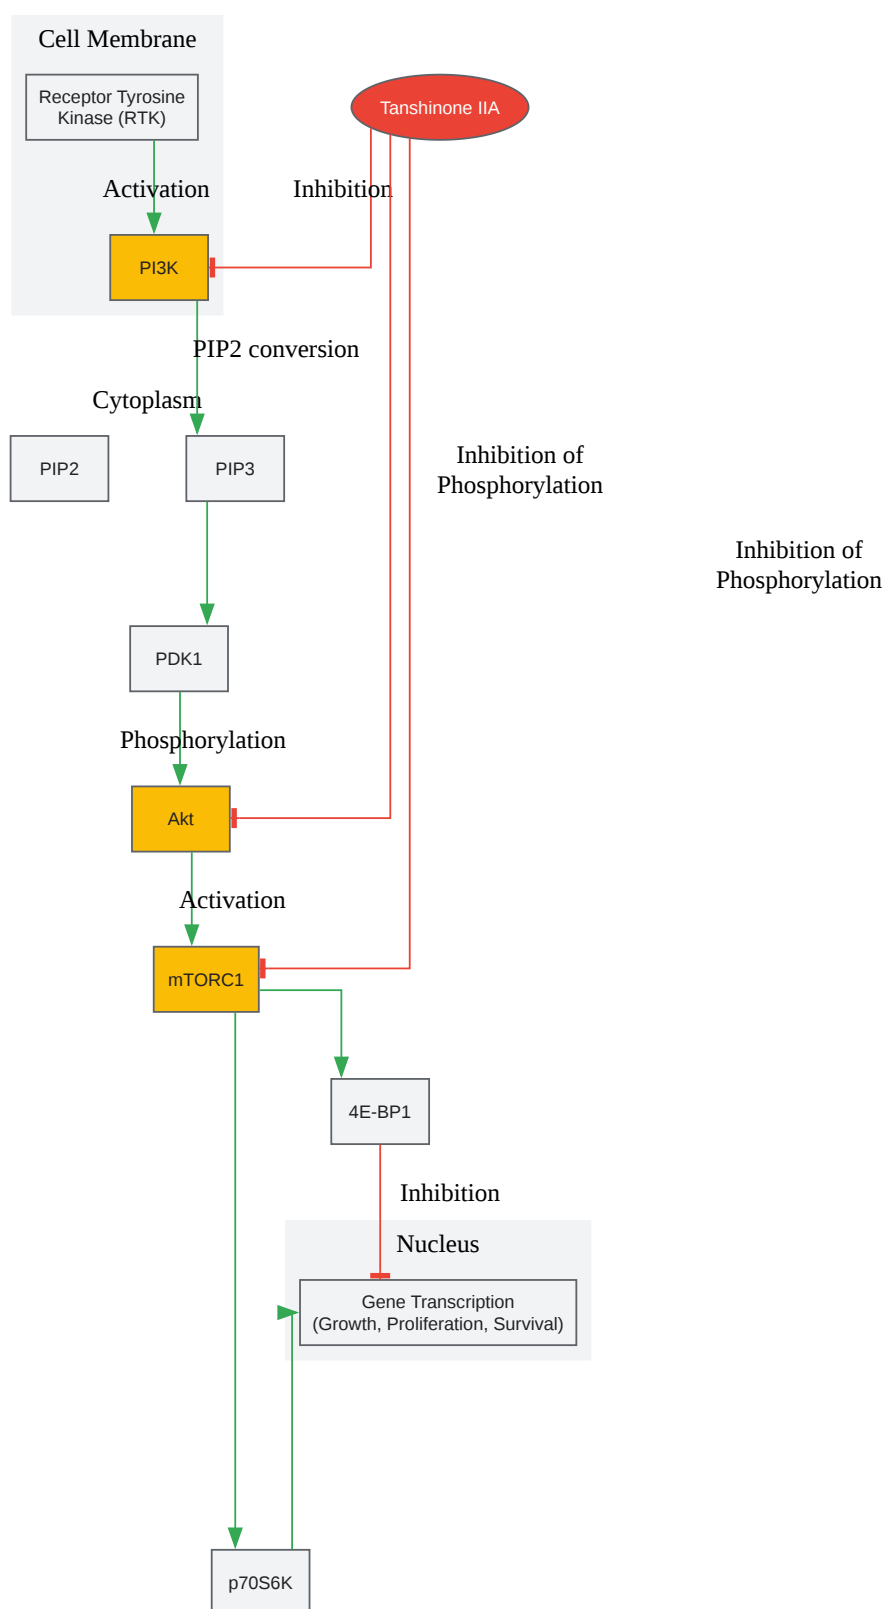 Cell Membrane
Receptor Tyrosine
Kinase (RTK)
Tanshinone IIA
Activation
Inhibition
PI3K
PIP2 conversion
Cytoplasm
PIP2
PIP3
Inhibition of
Phosphorylation
Inhibition of
Phosphorylation
PDK1
Phosphorylation
Akt
Activation
mTORC1
4E-BP1
Inhibition
Nucleus
Gene Transcription
(Growth, Proliferation, Survival)
p70S6K